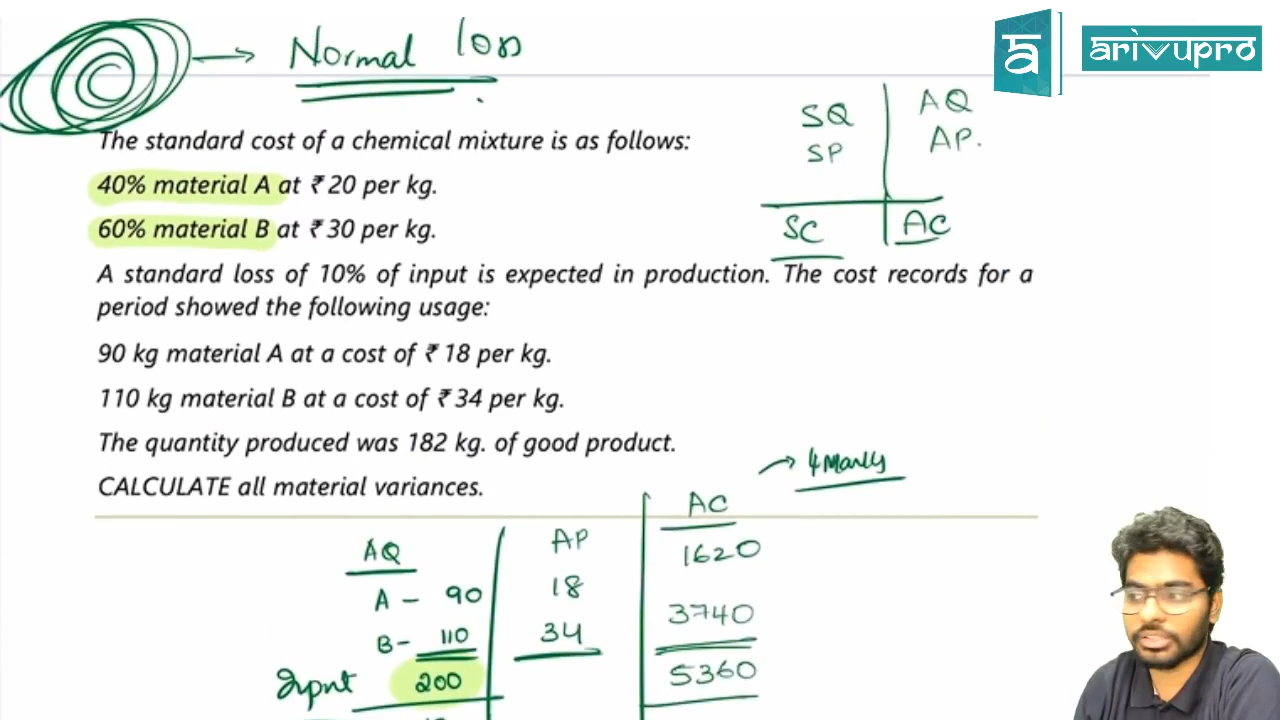 Normal loss
arivupro
SQ AQ
SP AP.
SC AC
The standard cost of a chemical mixture is as follows:
40% material A at ₹ 20 per kg.
60% material B at ₹ 30 per kg.
A standard loss of 10% of input is expected in production. The cost records for a
period showed the following usage:
90 kg material A at a cost of ₹ 18 per kg.
110 kg material B at a cost of ₹ 34 per kg.
The quantity produced was 182 kg. of good product.
CALCULATE all material variances.
→ 4 Marks
AQ AP AC
A – 90 18 1620
B – 110 34 3740
Input 200 5360